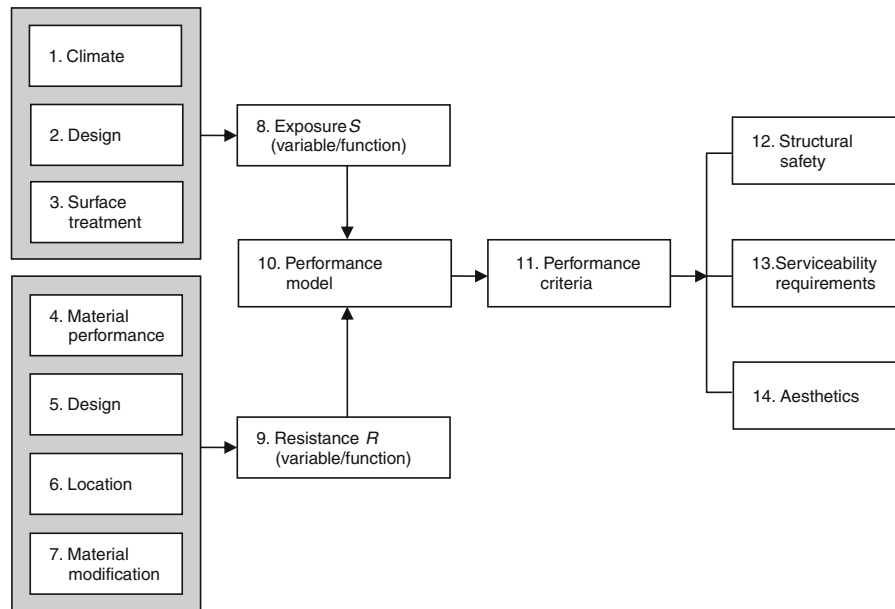 1. Climate
2. Design
3. Surface
treatment
4. Material
performance
5. Design
6. Location
7. Material
modification
8. Exposure S
(variable/function)
9. Resistance R
(variable/function)
10. Performance
model
11. Performance
criteria
12. Structural
safety
13.Serviceability
requirements
14. Aesthetics